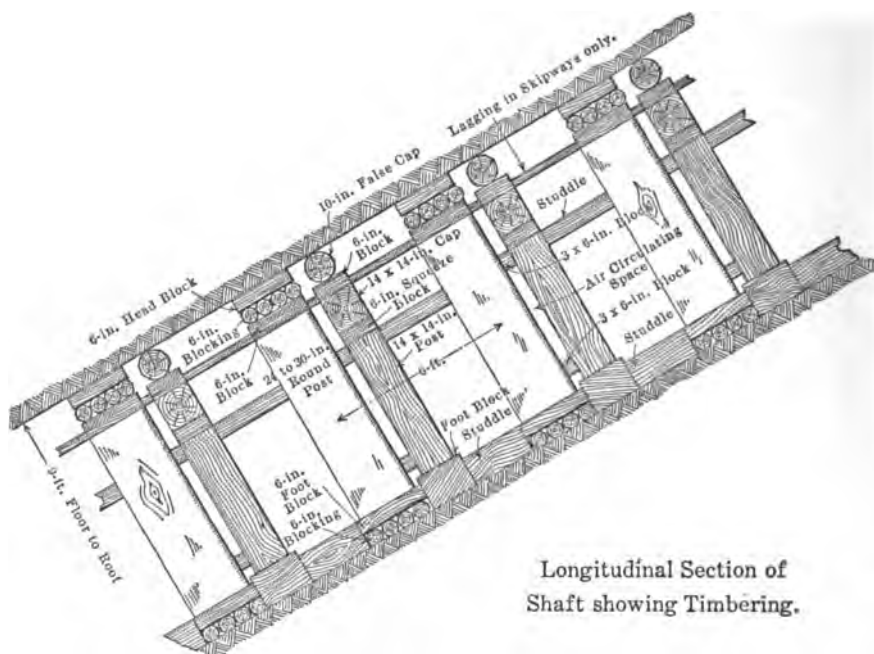 Lagging in Skipways only.
10-in. False Cap
6-in.
Block
14 x 14-in. Cap
6-in. Squeeze
Block
Studdle
3 x 6-in. Block
Air Circulating
Space
3 x 6-in. Block
Studdle
6-in. Head Block
6-in.
Blocking
6-in.
Block
24 to 30-in.
Round
Post
14 x 14-in.
Post
6-ft.
Foot Block
Studdle
6-in.
Foot
Block
6-in.
Blocking
9-ft. Floor to Roof
Longitudinal Section of
Shaft showing Timbering.